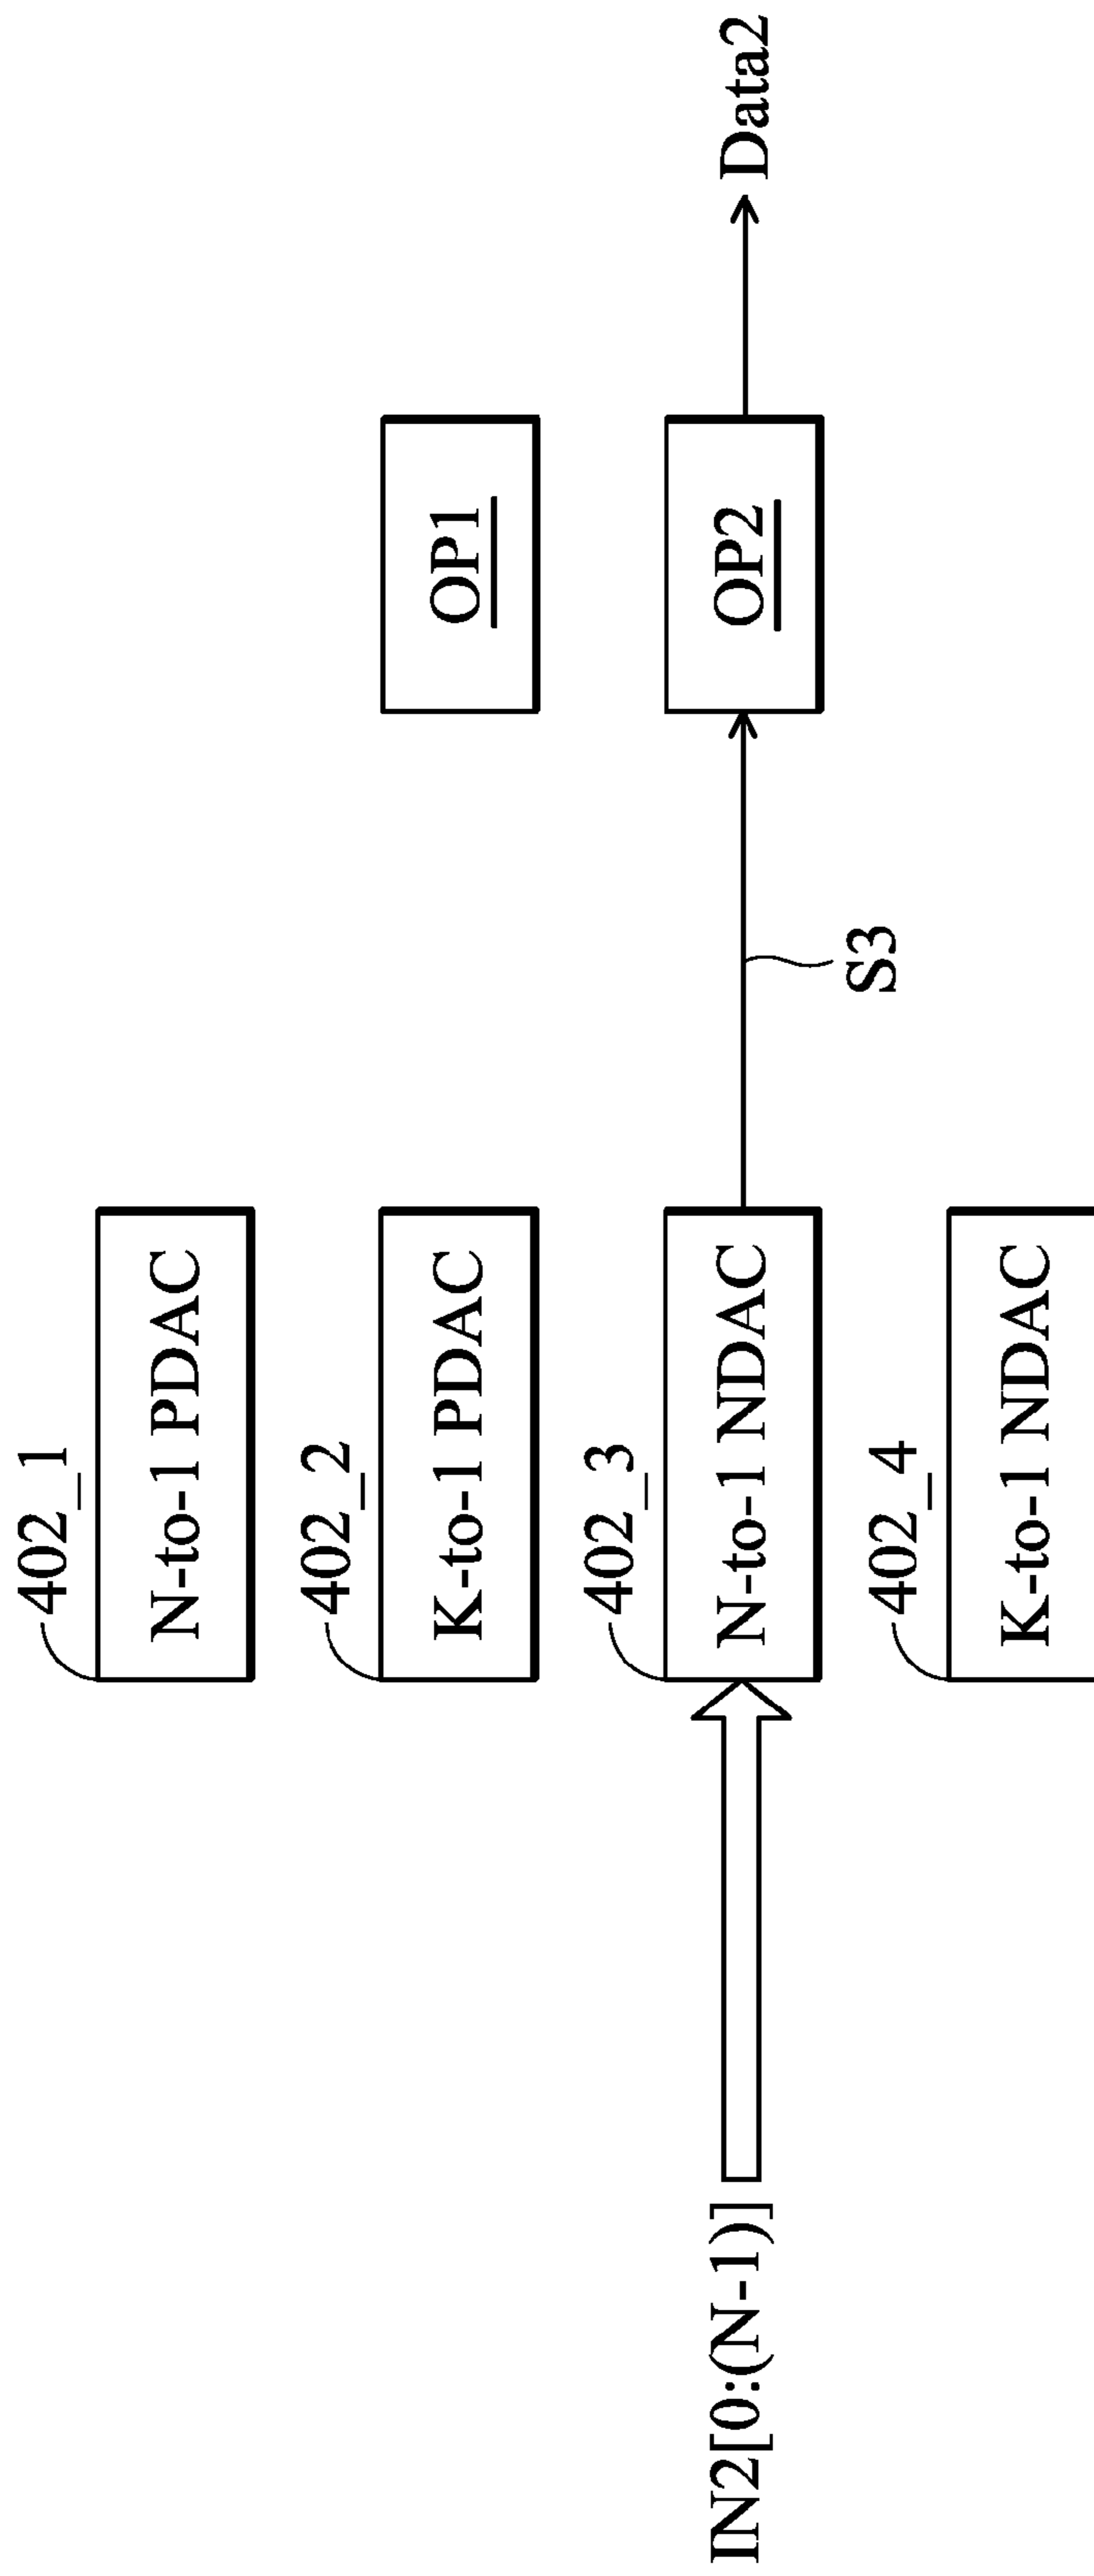 402_1
N-to-1 PDAC
402_2
K-to-1 PDAC
OP1
402_3
IN2[0:(N-1)]
N-to-1 NDAC
S3
OP2
Data2
402_4
K-to-1 NDAC